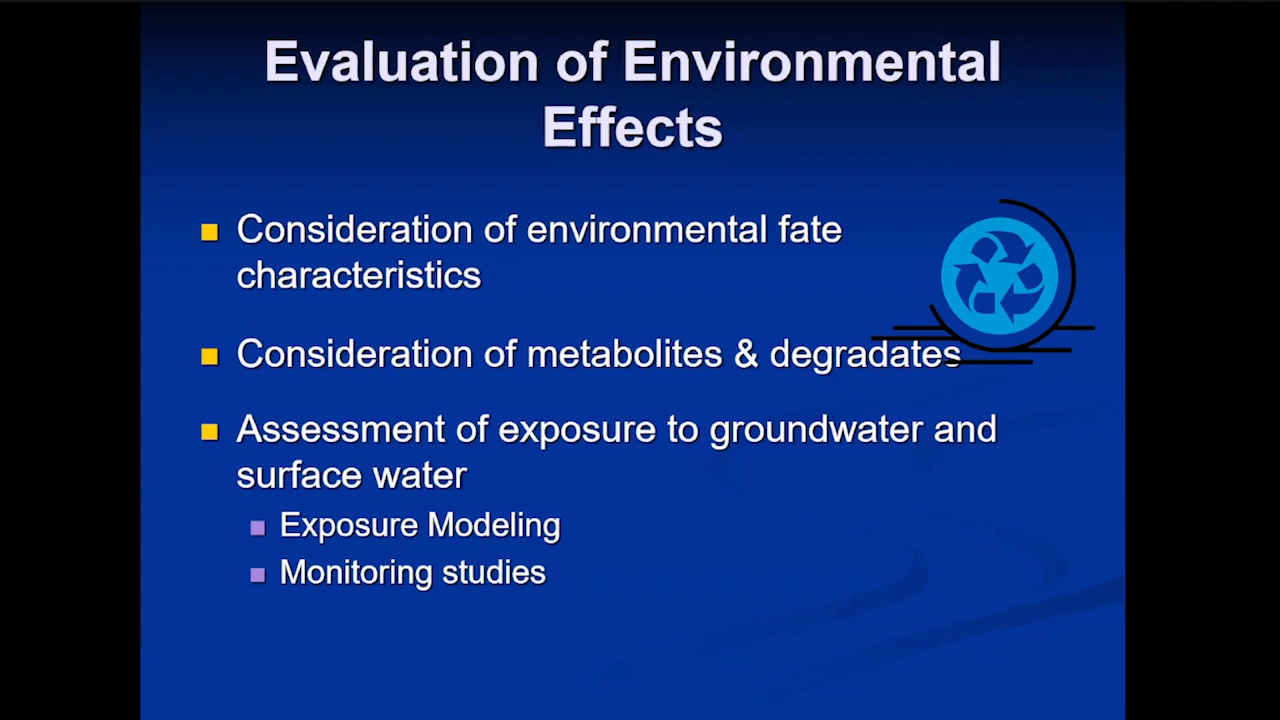 Evaluation of Environmental
Effects
Consideration of environmental fate
characteristics
Consideration of metabolites & degradates
Assessment of exposure to groundwater and
surface water
Exposure Modeling
Monitoring studies